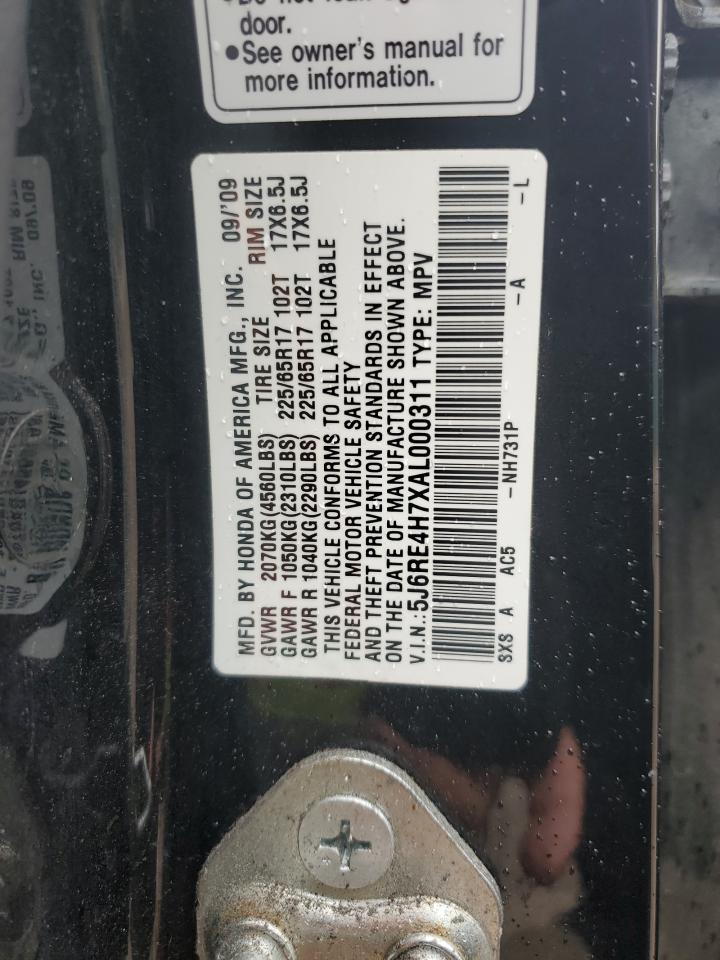 door.
●See owner's manual for
more information.
MFD. BY HONDA OF AMERICA MFG., INC. 09/'09
GVWR 2070KG(4560LBS) TIRE SIZE RIM SIZE
GAWR F 1050KG(2310LBS) 225/65R17 102T 17X6.5J
GAWR R 1040KG(2290LBS) 225/65R17 102T 17X6.5J
THIS VEHICLE CONFORMS TO ALL APPLICABLE
FEDERAL MOTOR VEHICLE SAFETY
AND THEFT PREVENTION STANDARDS IN EFFECT
ON THE DATE OF MANUFACTURE SHOWN ABOVE.
V.I.N.:5J6RE4H7XAL000311 TYPE: MPV
SXS A AC5 -NH731P -A -L